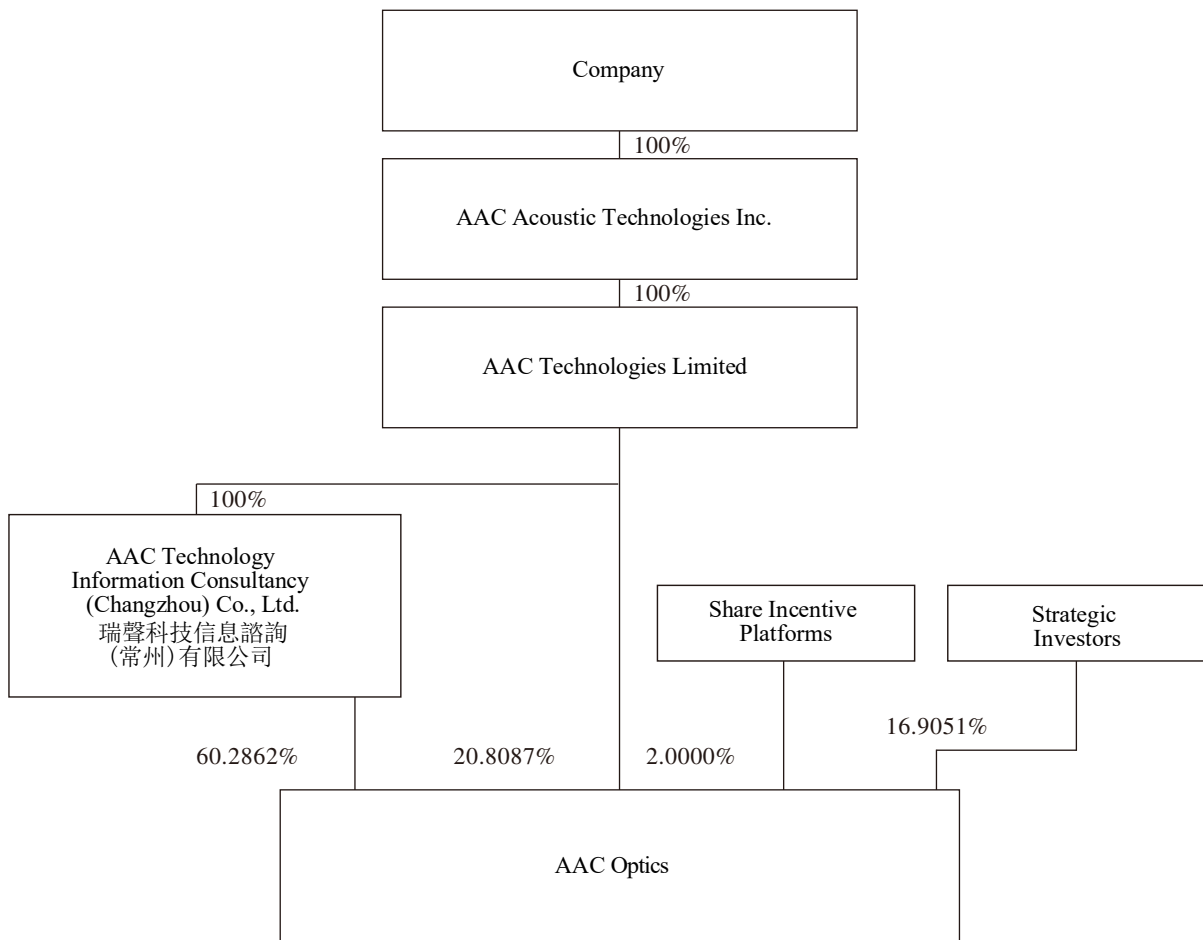 Company
100%
AAC Acoustic Technologies Inc.
100%
AAC Technologies Limited
100%
AAC Technology
Information Consultancy
(Changzhou) Co., Ltd.
瑞聲科技信息諮詢
（常州）有限公司
Share Incentive
Platforms
Strategic
Investors
60.2862%
20.8087%
2.0000%
16.9051%
AAC Optics